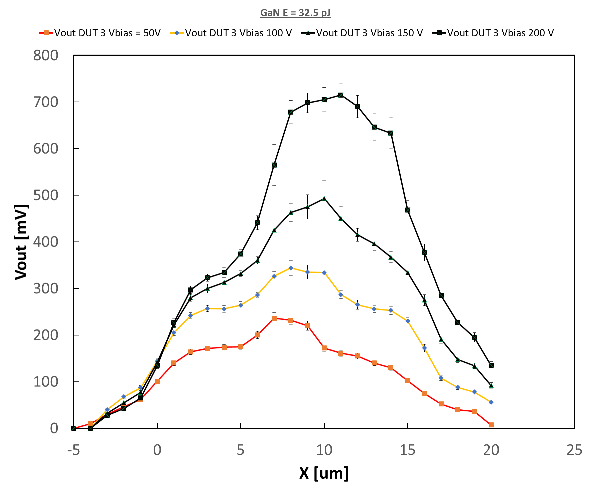 GaN E = 32.5 pJ
Vout DUT 3 Vbias = 50V Vout DUT 3 Vbias 100 V Vout DUT 3 Vbias 150 V Vout DUT 3 Vbias 200 V
800
700
600
500
400
300
200
100
0
Vout [mV]
-5 0 5 10 15 20 25
X [um]